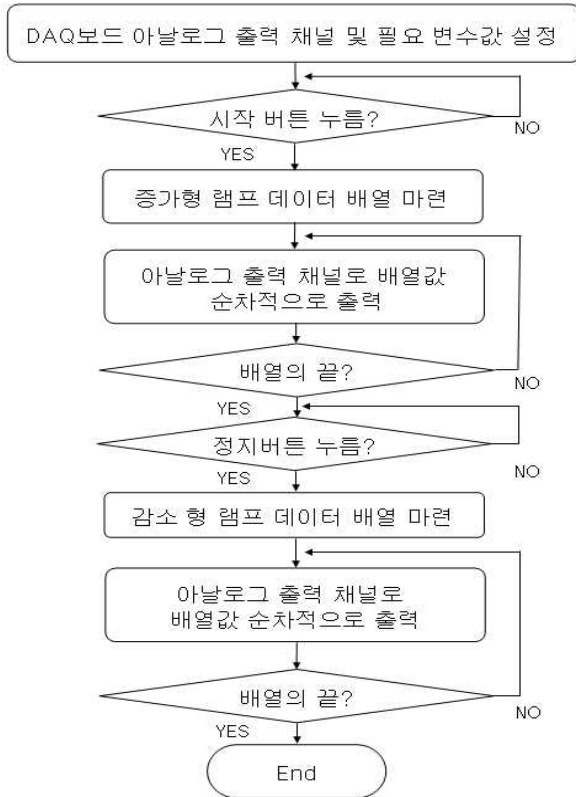 DAQ보드 아날로그 출력 채널 및 필요 변수값 설정
시작 버튼 누름?
NO
YES
증가형 램프 데이터 배열 마련
아날로그 출력 채널로 배열값
순차적으로 출력
배열의 끝?
NO
YES
정지버튼 누름?
NO
YES
감소 형 램프 데이터 배열 마련
아날로그 출력 채널로
배열값 순차적으로 출력
배열의 끝?
NO
YES
End